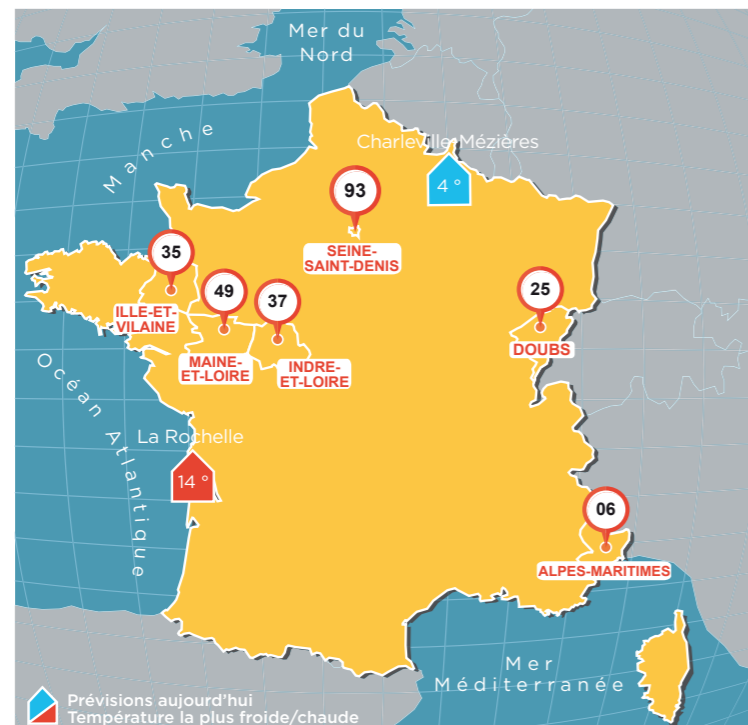 Mer du
Nord
Manche
Charleville-Mézières
4 °
93
SEINE-
SAINT-DENIS
35
ILLE-ET-
VILAINE
49
MAINE-
ET-LOIRE
37
INDRE-
ET-LOIRE
25
DOUBS
Océan Atlantique
La Rochelle
14 °
06
ALPES-MARITIMES
Mer
Méditerranée
Prévisions aujourd'hui
Température la plus froide/chaude